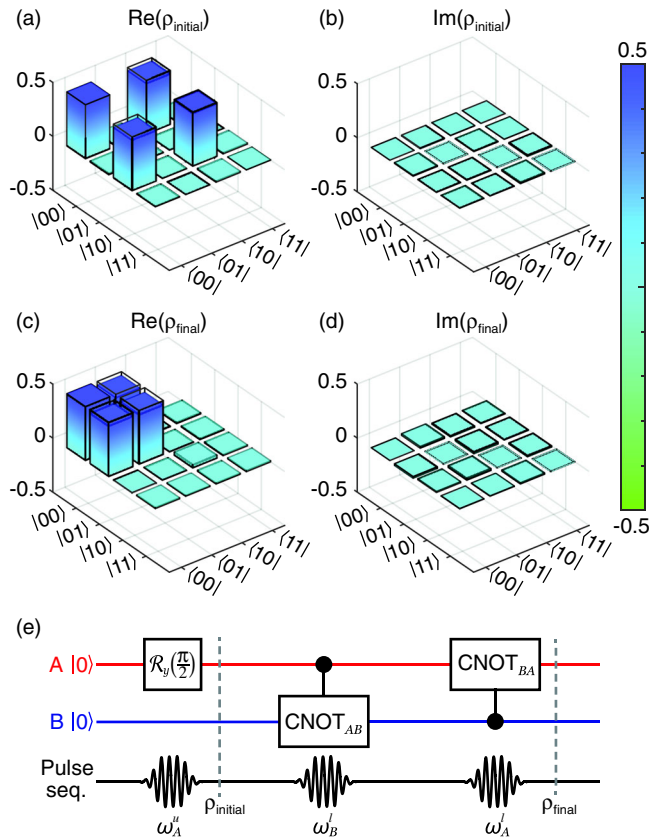 (a) Re(ρinitial)
0.5
0
-0.5
|00⟩
|01⟩
|10⟩
|11⟩
⟨00|
⟨01|
⟨10|
⟨11|
(b) Im(ρinitial)
0.5
0
-0.5
|00⟩
|01⟩
|10⟩
|11⟩
⟨00|
⟨01|
⟨10|
⟨11|
0.5
-0.5
(c) Re(ρfinal)
0.5
0
-0.5
|00⟩
|01⟩
|10⟩
|11⟩
⟨00|
⟨01|
⟨10|
⟨11|
(d) Im(ρfinal)
0.5
0
-0.5
|00⟩
|01⟩
|10⟩
|11⟩
⟨00|
⟨01|
⟨10|
⟨11|
(e)
A |0⟩
ℛy(π/2)
CNOTBA
B |0⟩
CNOTAB
Pulse
seq.
ρinitial
ρfinal
ωAu
ωBl
ωAl